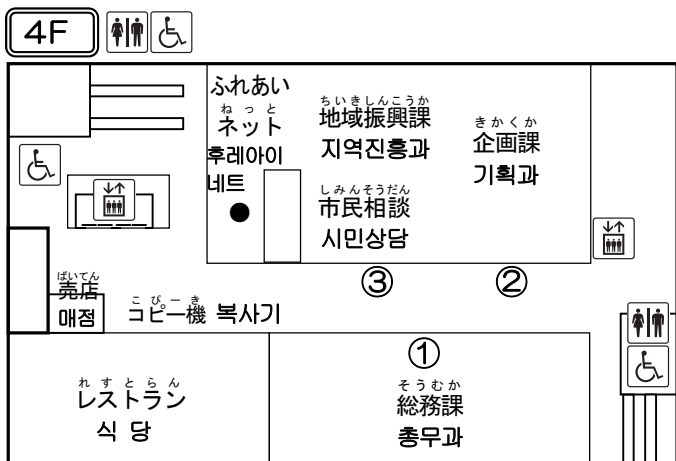 4F
ふれあい
ねっと
ネット
후레아이
네트
ちいきしんこうか
地域振興課
지역진흥과
きかくか
企画課
기획과
しみんそうだん
市民相談
시민상담
③
②
ばいてん
売店
매점
こぴーき
コピー機 복사기
①
れすとらん
レストラン
식 당
そうむか
総務課
총무과